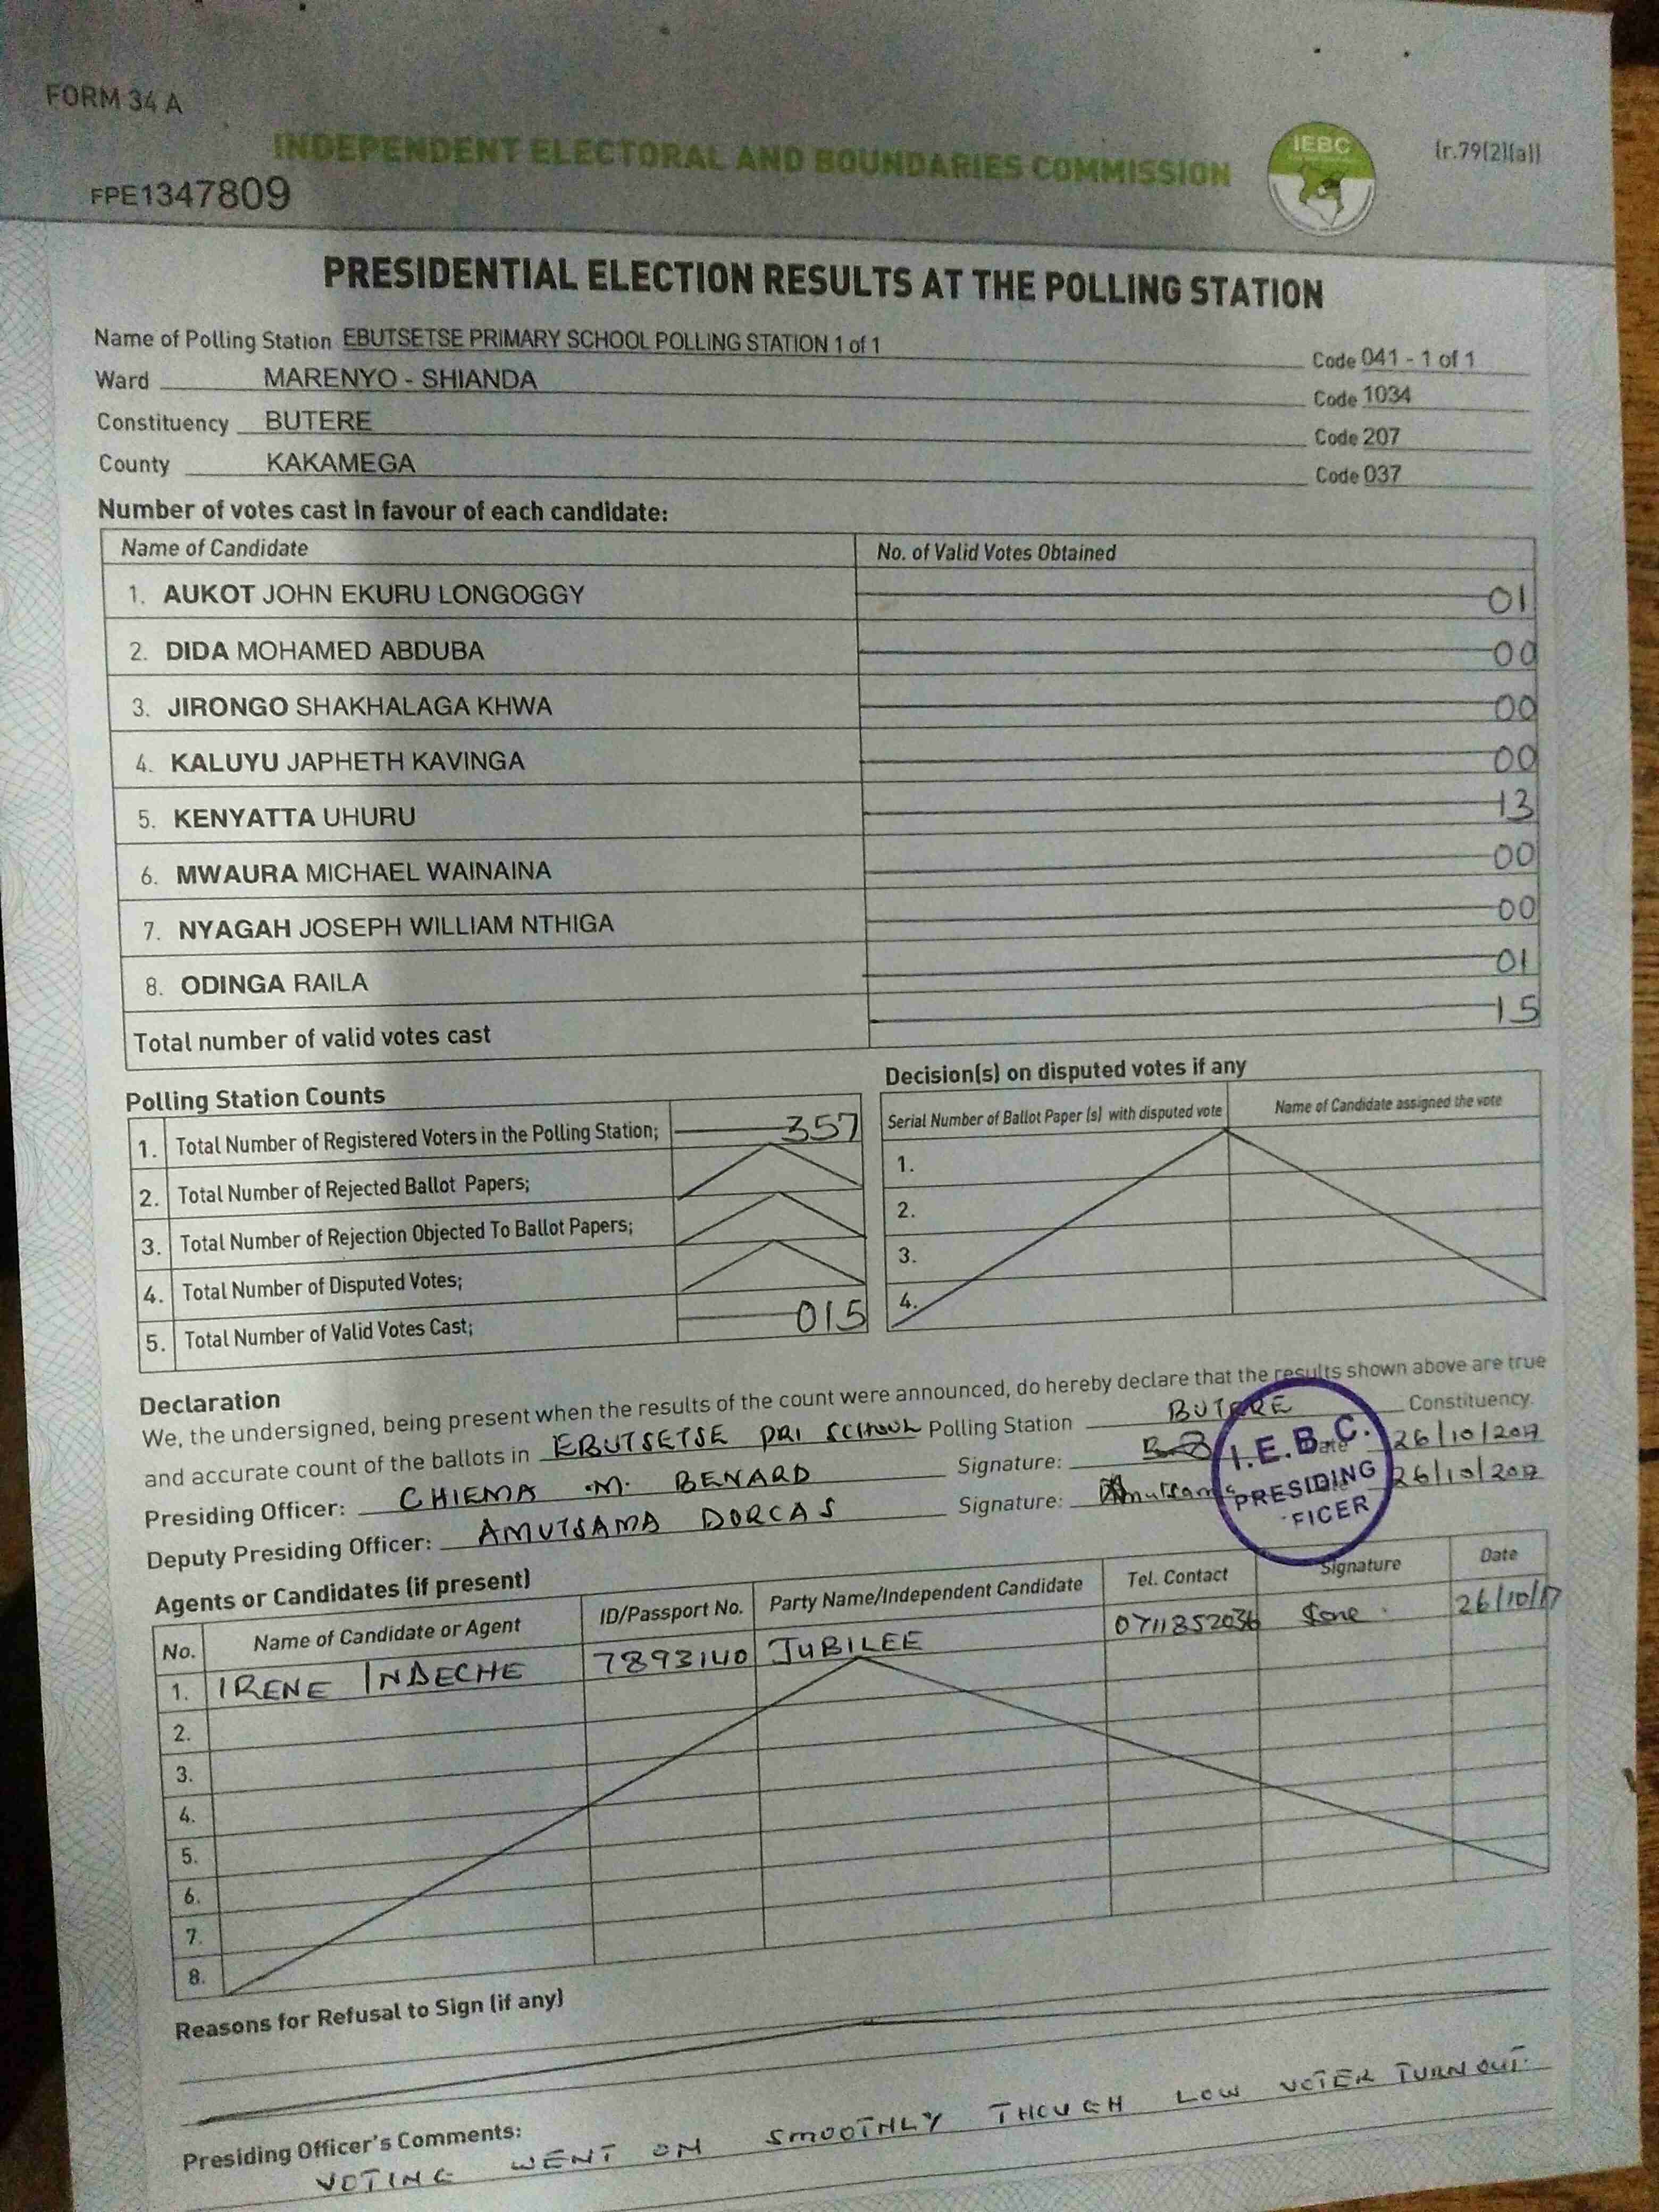 FORM 34 A
INDEPENDENT ELECTORAL AND BOUNDARIES COMMISSION
IEBC
(r.79(2)(a))
FPE1347809
PRESIDENTIAL ELECTION RESULTS AT THE POLLING STATION
Name of Polling Station EBUTSETSE PRIMARY SCHOOL POLLING STATION 1 of 1 Code 041 - 1 of 1
Ward MARENYO - SHIANDA Code 1034
Constituency BUTERE Code 207
County KAKAMEGA Code 037
Number of votes cast in favour of each candidate:
Name of Candidate No. of Valid Votes Obtained
1. AUKOT JOHN EKURU LONGOGGY 01
2. DIDA MOHAMED ABDUBA 00
3. JIRONGO SHAKHALAGA KHWA 00
4. KALUYU JAPHETH KAVINGA 00
5. KENYATTA UHURU 13
6. MWAURA MICHAEL WAINAINA 00
7. NYAGAH JOSEPH WILLIAM NTHIGA 00
8. ODINGA RAILA 01
Total number of valid votes cast 15
Polling Station Counts
1. Total Number of Registered Voters in the Polling Station; 357
2. Total Number of Rejected Ballot Papers;
3. Total Number of Rejection Objected To Ballot Papers;
4. Total Number of Disputed Votes;
5. Total Number of Valid Votes Cast; 015
Decision(s) on disputed votes if any
Serial Number of Ballot Paper (s) with disputed vote Name of Candidate assigned the vote
1.
2.
3.
4.
Declaration
We, the undersigned, being present when the results of the count were announced, do hereby declare that the results shown above are true
and accurate count of the ballots in EBUTSETSE PRI SCHOOL Polling Station BUTERE Constituency.
Presiding Officer: CHIEMA .M. BENARD Signature: Date 26/10/2017
Deputy Presiding Officer: AMUTSAMA DORCAS Signature: 26/10/2017
I.E.B.C.
PRESIDING
FICER
Agents or Candidates (if present)
No. Name of Candidate or Agent ID/Passport No. Party Name/Independent Candidate Tel. Contact Signature Date
1. IRENE INDECHE 7893140 JUBILEE 0711852036 26/10/17
2.
3.
4.
5.
6.
7.
8.
Reasons for Refusal to Sign (if any)
Presiding Officer's Comments:
VOTING WENT ON SMOOTHLY THOUGH LOW VOTER TURN OUT.